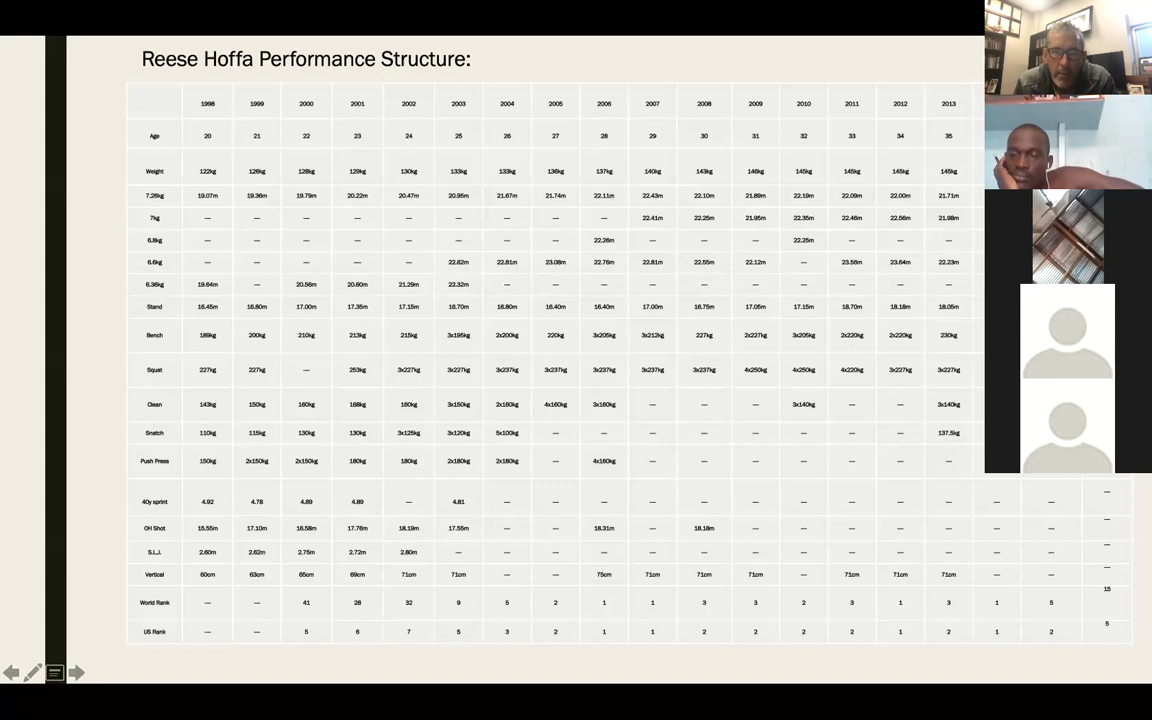 Reese Hoffa Performance Structure:
1998 1999 2000 2001 2002 2003 2004 2005 2006 2007 2008 2009 2010 2011 2012 2013
Age 20 21 22 23 24 25 26 27 28 29 30 31 32 33 34 35
Weight 122kg 126kg 128kg 129kg 130kg 133kg 133kg 136kg 137kg 140kg 143kg 146kg 145kg 145kg 145kg 145kg
7.26kg 19.07m 19.36m 19.79m 20.22m 20.47m 20.95m 21.67m 21.74m 22.11m 22.43m 22.10m 21.89m 22.19m 22.09m 22.00m 21.71m
7kg — — — — — — — — — 22.41m 22.25m 21.95m 22.35m 22.46m 22.56m 21.98m
6.8kg — — — — — — — — 22.26m — — — 22.25m — — —
6.6kg — — — — — 22.62m 22.81m 23.08m 22.76m 22.81m 22.55m 22.12m — 23.56m 23.64m 22.23m
6.36kg 19.64m — 20.56m 20.60m 21.29m 22.32m — — — — — — — — — —
Stand 16.45m 16.80m 17.00m 17.35m 17.15m 16.70m 16.80m 16.40m 16.40m 17.00m 16.75m 17.05m 17.15m 18.70m 18.18m 18.05m
Bench 189kg 200kg 210kg 213kg 215kg 3x195kg 2x200kg 220kg 3x205kg 3x212kg 227kg 2x227kg 3x205kg 2x220kg 2x220kg 230kg
Squat 227kg 227kg — 253kg 3x227kg 3x227kg 3x237kg 3x237kg 3x237kg 3x237kg 3x237kg 4x250kg 4x250kg 4x220kg 3x227kg 3x227kg
Clean 143kg 150kg 160kg 168kg 160kg 3x150kg 2x160kg 4x160kg 3x160kg — — — 3x140kg — — 3x140kg
Snatch 110kg 115kg 130kg 130kg 3x125kg 3x120kg 5x100kg — — — — — — — — 137.5kg
Push Press 150kg 2x150kg 2x150kg 180kg 180kg 2x180kg 2x180kg — 4x160kg — — — — — — —
40y sprint 4.92 4.78 4.89 4.89 — 4.81 — — — — — — — — — — — — —
OH Shot 15.55m 17.10m 16.58m 17.76m 18.19m 17.55m — — 18.31m — 18.18m — — — — — — — —
S.L.J. 2.60m 2.62m 2.75m 2.72m 2.80m — — — — — — — — — — — — — —
Vertical 60cm 63cm 65cm 69cm 71cm 71cm — — 75cm 71cm 71cm 71cm — 71cm 71cm 71cm — — —
World Rank — — 41 28 32 9 5 2 1 1 3 3 2 3 1 3 1 5 15
US Rank — — 5 6 7 5 3 2 1 1 2 2 2 2 1 2 1 2 5